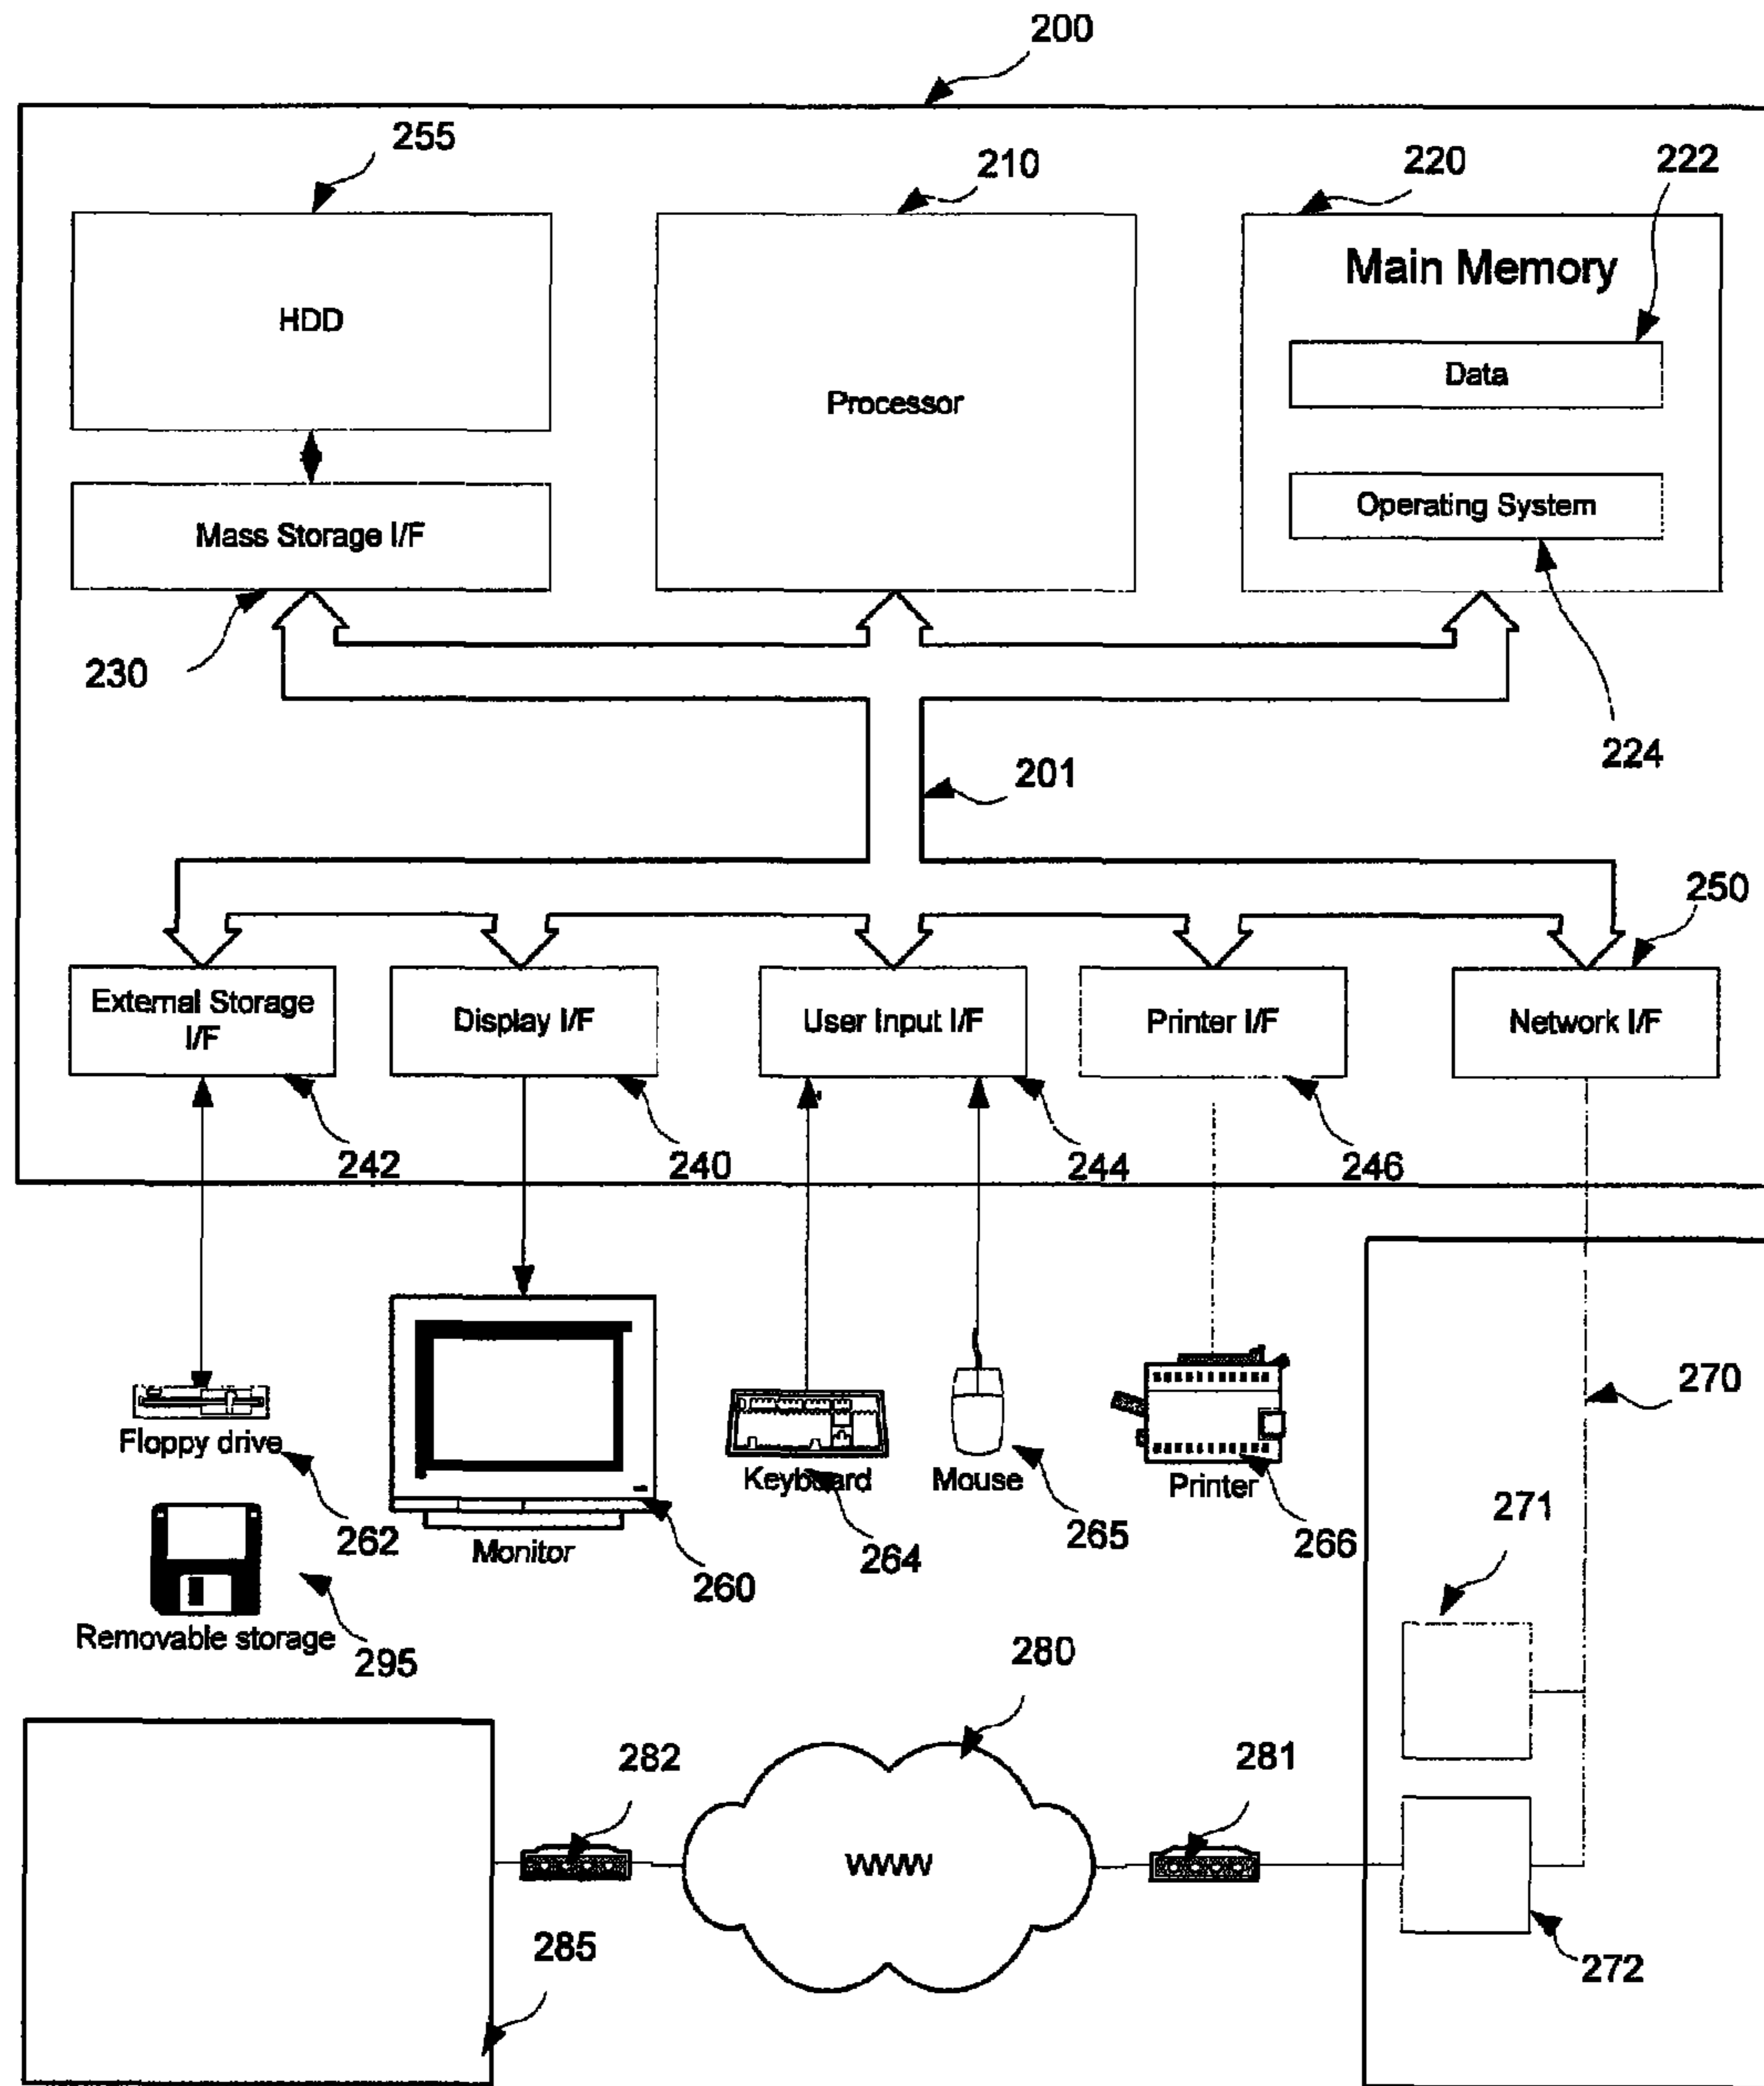 200
255
210
220
222
HDD
Processor
Main Memory
Data
Operating System
Mass Storage I/F
230
224
201
250
External Storage
I/F
Display I/F
User Input I/F
Printer I/F
Network I/F
242
240
244
246
270
Floppy drive
262
Monitor
260
Keyboard
264
Mouse
265
Printer
266
271
Removable storage
295
280
282
281
WWW
285
272